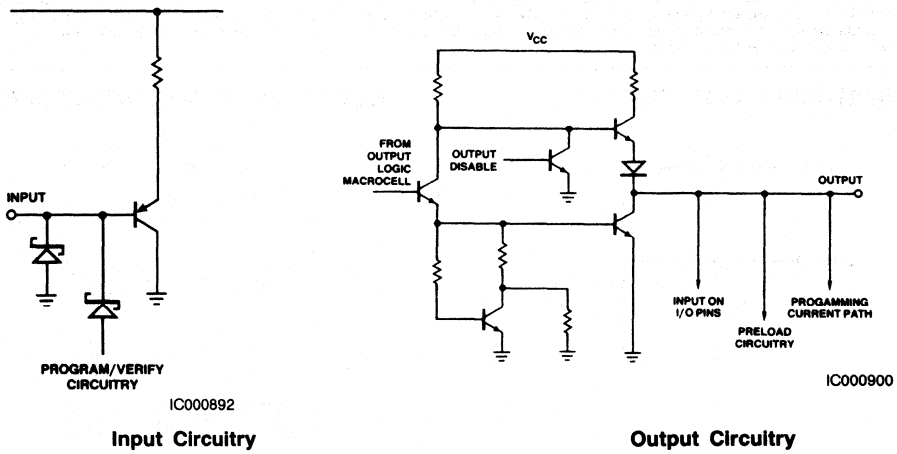 INPUT
PROGRAM/VERIFY
CIRCUITRY
IC000892
Input Circuitry
VCC
FROM
OUTPUT
LOGIC
MACROCELL
OUTPUT
DISABLE
OUTPUT
INPUT ON
I/O PINS
PRELOAD
CIRCUITRY
PROGAMMING
CURRENT PATH
IC000900
Output Circuitry